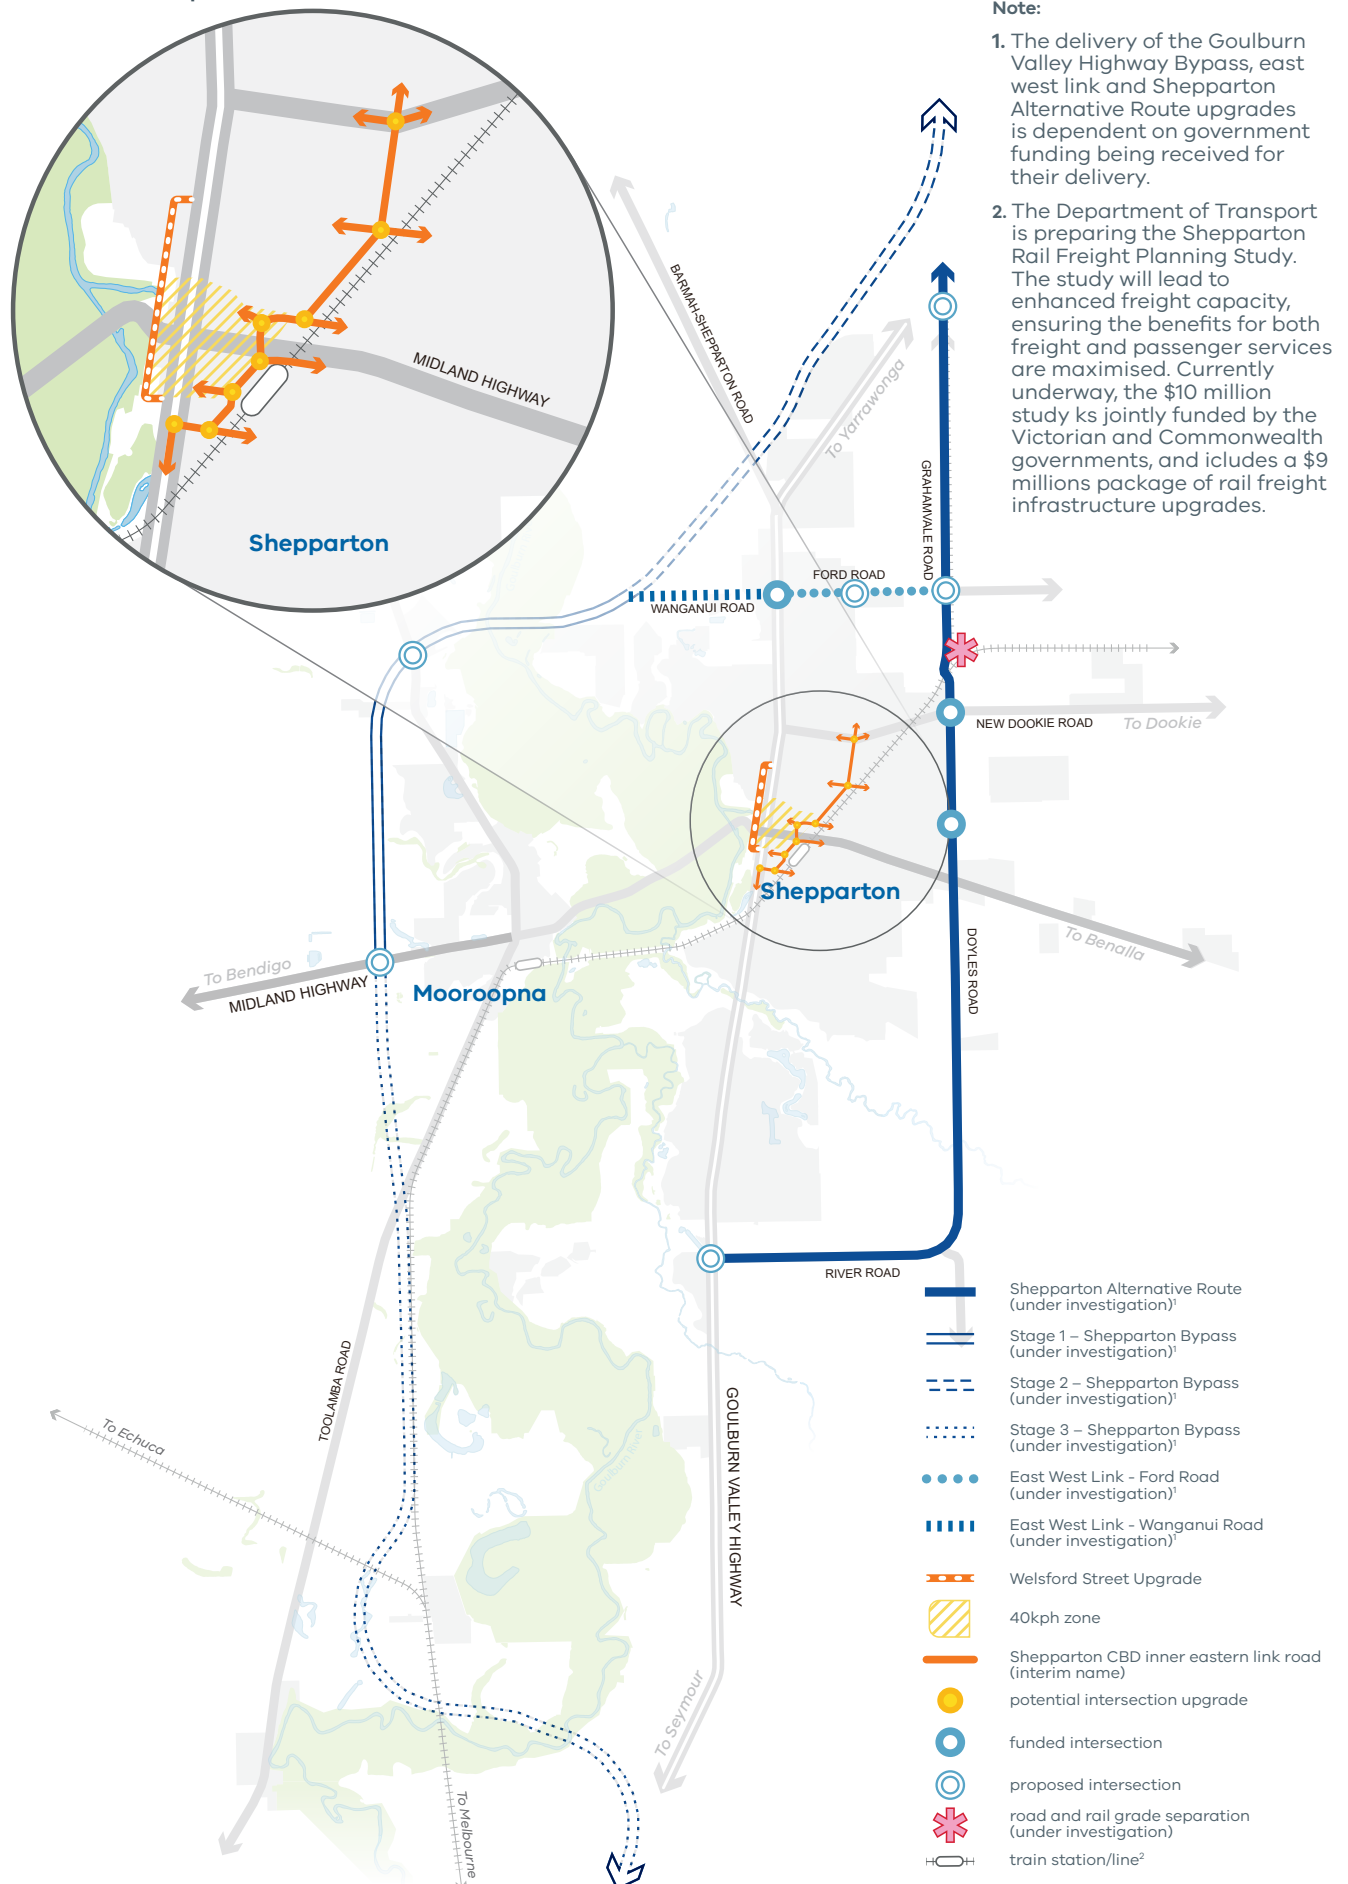 Note:
1. The delivery of the Goulburn
Valley Highway Bypass, east
west link and Shepparton
Alternative Route upgrades
is dependent on government
funding being received for
their delivery.
2. The Department of Transport
is preparing the Shepparton
Rail Freight Planning Study.
The study will lead to
enhanced freight capacity,
ensuring the benefits for both
freight and passenger services
are maximised. Currently
underway, the $10 million
study ks jointly funded by the
Victorian and Commonwealth
governments, and icludes a $9
millions package of rail freight
infrastructure upgrades.
MIDLAND HIGHWAY
Shepparton
BARMAH-SHEPPARTON ROAD
To Yarrawonga
GRAHAMVALE ROAD
FORD ROAD
WANGANUI ROAD
NEW DOOKIE ROAD
To Dookie
Shepparton
To Benalla
DOYLES ROAD
To Bendigo
MIDLAND HIGHWAY
Mooroopna
RIVER ROAD
TOOLAMBA ROAD
GOULBURN VALLEY HIGHWAY
To Echuca
Goulburn River
To Seymour
To Melbourne
Shepparton Alternative Route
(under investigation)¹
Stage 1 – Shepparton Bypass
(under investigation)¹
Stage 2 – Shepparton Bypass
(under investigation)¹
Stage 3 – Shepparton Bypass
(under investigation)¹
East West Link - Ford Road
(under investigation)¹
East West Link - Wanganui Road
(under investigation)¹
Welsford Street Upgrade
40kph zone
Shepparton CBD inner eastern link road
(interim name)
potential intersection upgrade
funded intersection
proposed intersection
road and rail grade separation
(under investigation)
train station/line²